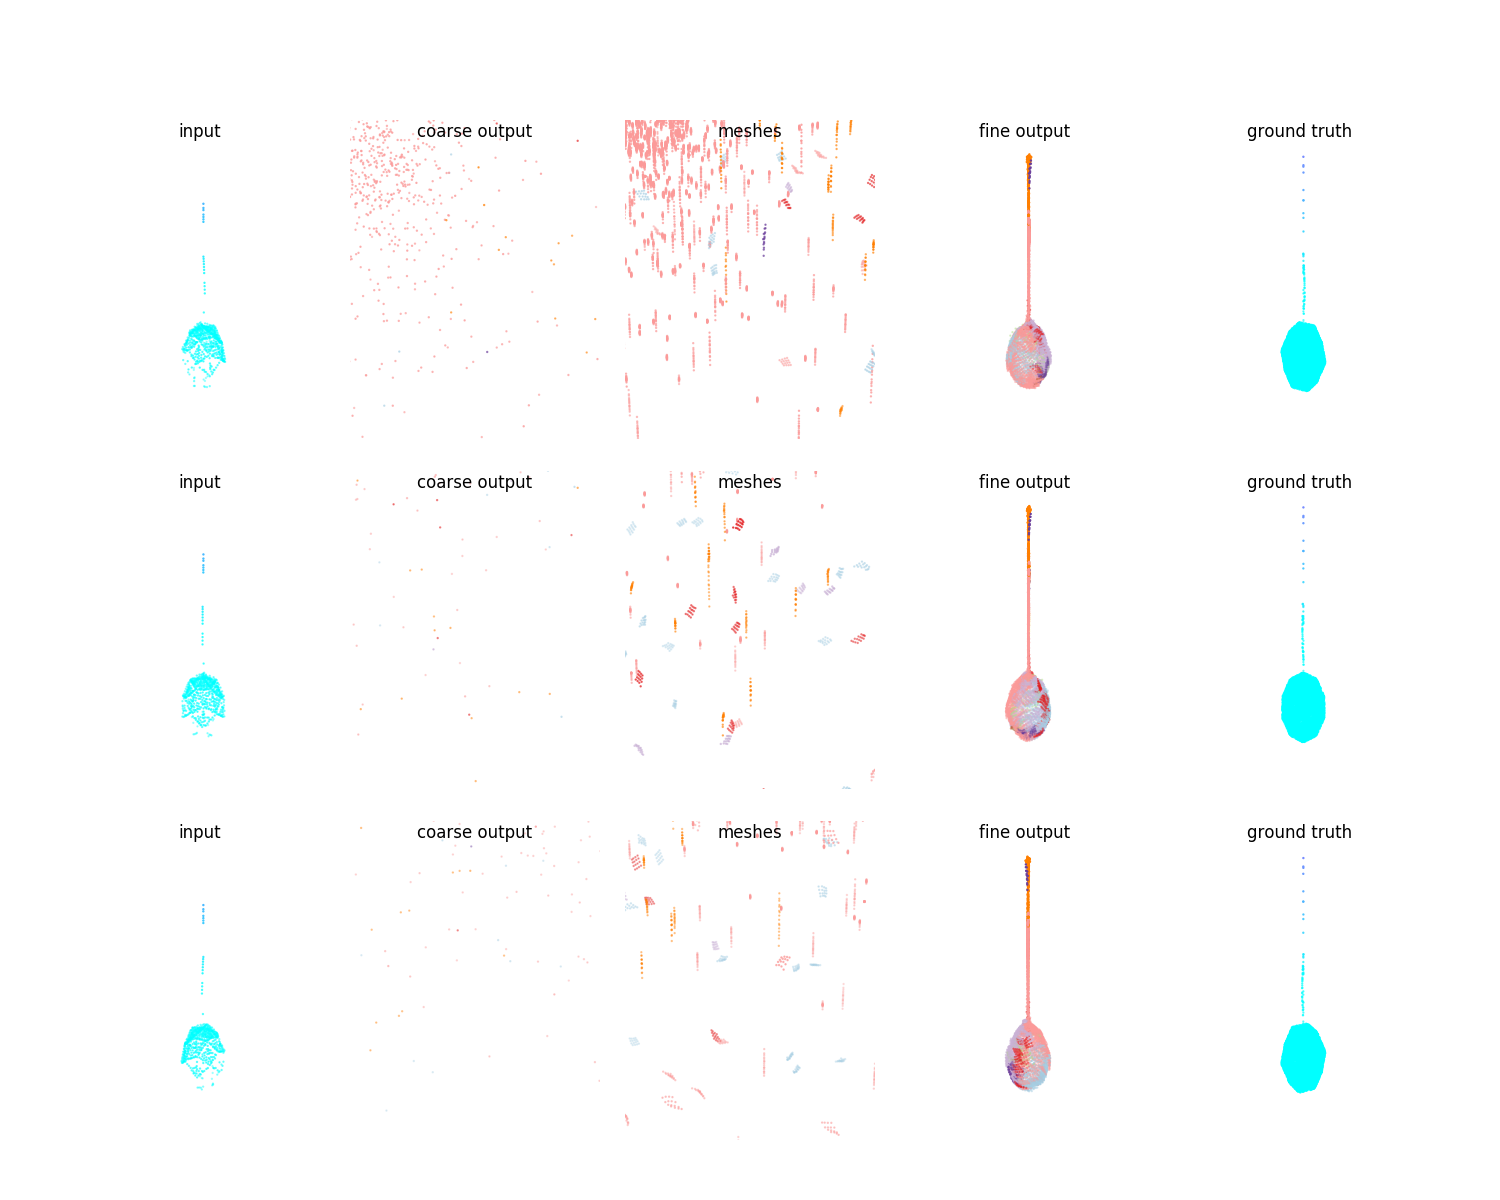 input
coarse output
meshes
fine output
ground truth
input
coarse output
meshes
fine output
ground truth
input
coarse output
meshes
fine output
ground truth